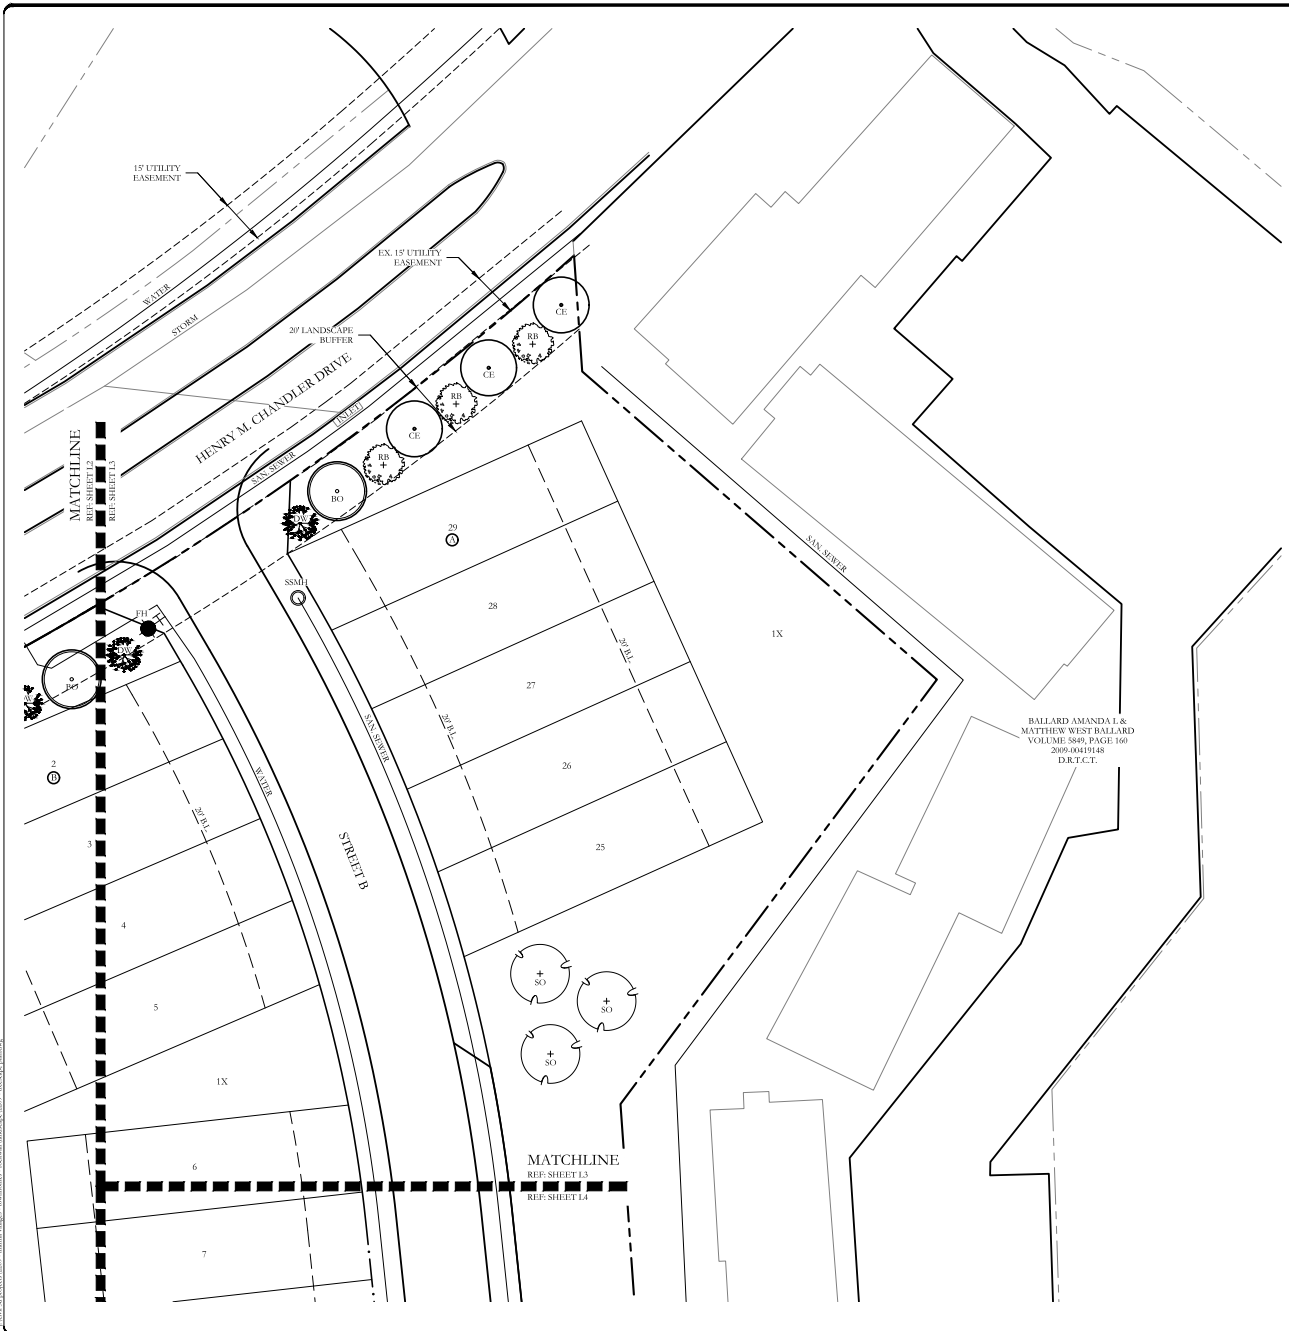 15' UTILITY
EASEMENT
WATER
STORM
EX. 15' UTILITY
EASEMENT
20' LANDSCAPE
BUFFER
HENRY M. CHANDLER DRIVE
INLET
SAN. SEWER
CE
RB
CE
RB
CE
RB
BO
DW
MATCHLINE
REF: SHEET L2
REF: SHEET L3
29
A
SSMH
28
FH
DW
BO
SAN. SEWER
1X
20' B.L.
27
20' B.L.
SAN. SEWER
26
25
BALLARD AMANDA L &
MATTHEW WEST BALLARD
VOLUME 5849, PAGE 160
2009-00419148
D.R.T.C.T.
2
B
WATER
20' B.L.
3
STREET B
4
5
SO
SO
SO
1X
6
MATCHLINE
REF: SHEET L3
REF: SHEET L4
7